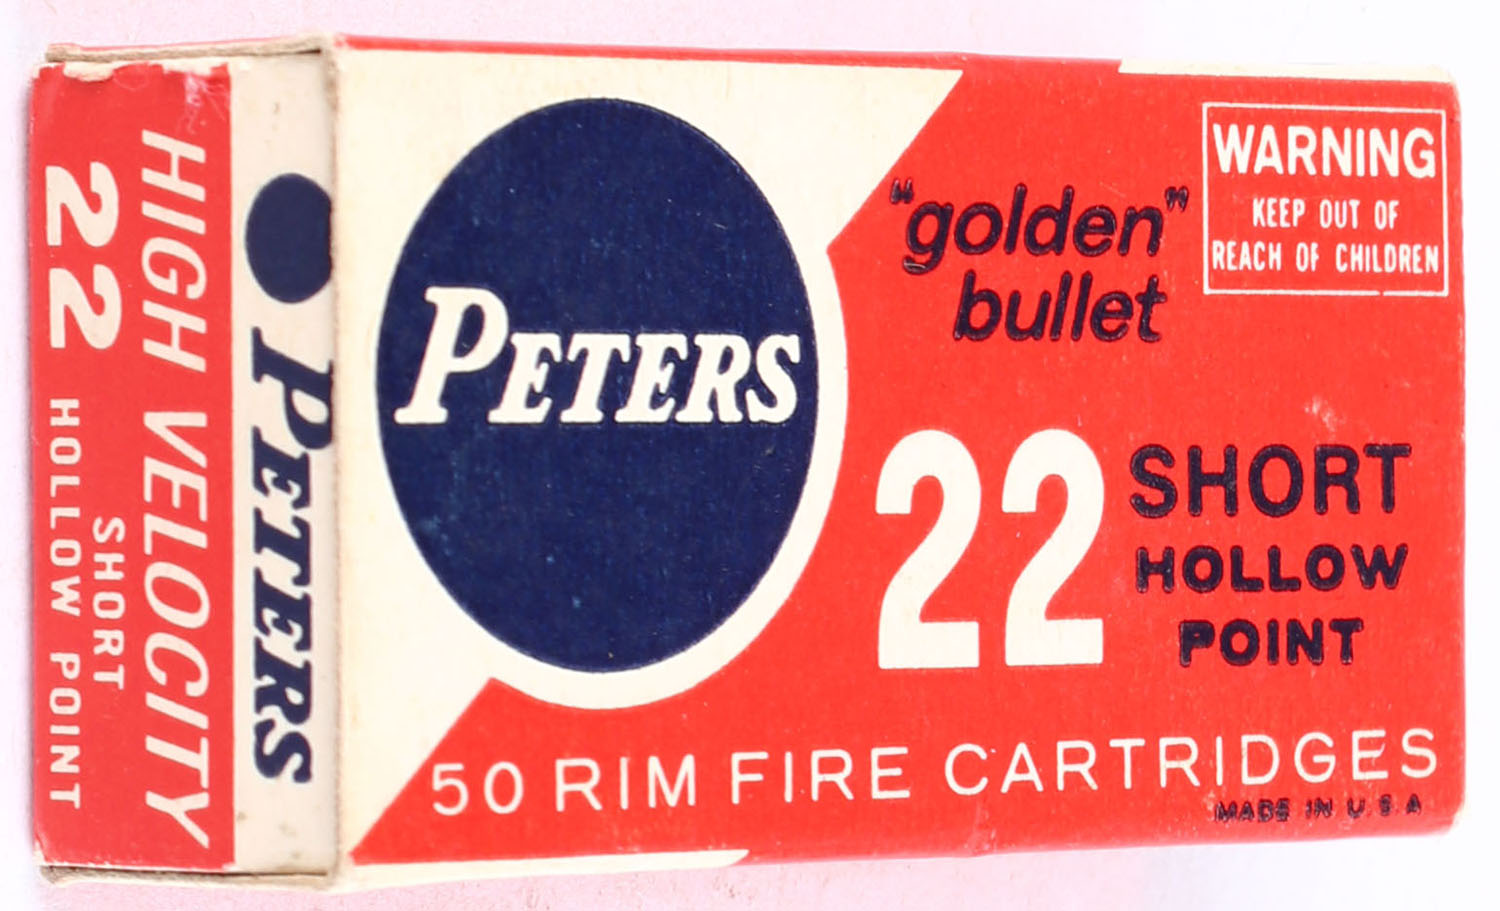 PETERS
"golden"
bullet
WARNING
KEEP OUT OF
REACH OF CHILDREN
22 SHORT
HOLLOW
POINT
50 RIM FIRE CARTRIDGES
MADE IN U.S.A
PETERS
HIGH VELOCITY
22 SHORT
HOLLOW POINT